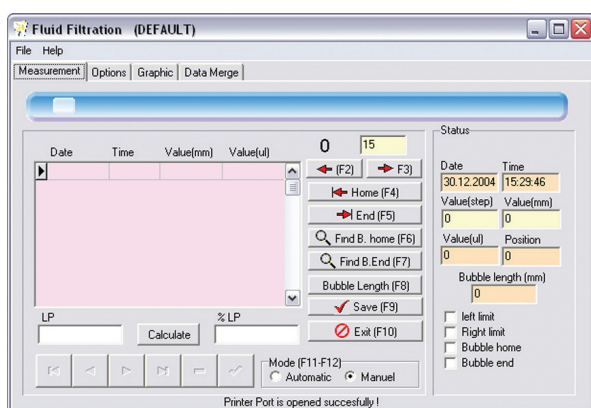 Fluid Filtration (DEFAULT)
File Help
Measurement Options Graphic Data Merge
Date Time Value(mm) Value(ul)
0 15
(F2) F3)
Home (F4)
End (F5)
Find B. home (F6)
Find B.End (F7)
Bubble Length (F8)
Save (F9)
Exit (F10)
LP % LP
Calculate
Mode (F11-F12)
Automatic Manuel
Status
Date Time
30.12.2004 15:29:46
Value(step) Value(mm)
0 0
Value(ul) Position
0 0
Bubble length (mm)
0
left limit
Right limit
Bubble home
Bubble end
Printer Port is opened succesfully !